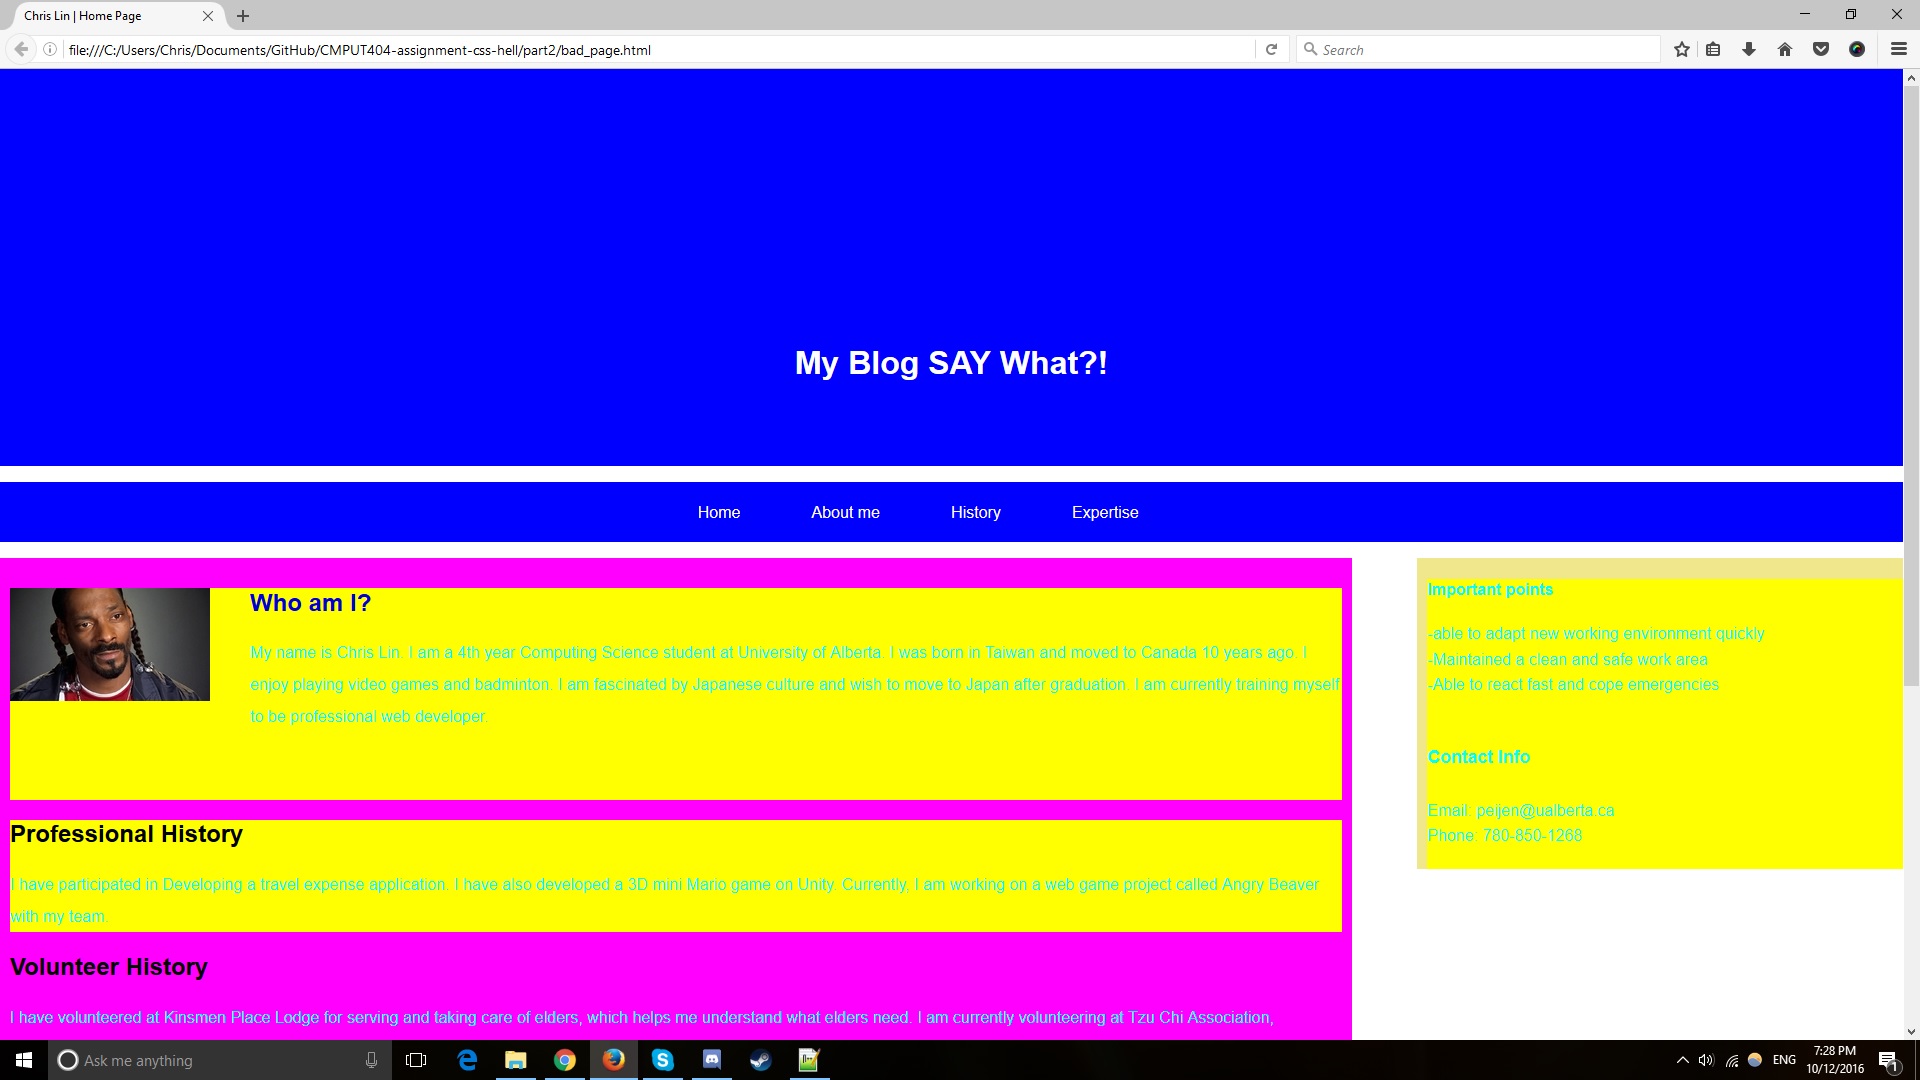 Chris Lin | Home Page
file:///C:/Users/Chris/Documents/GitHub/CMPUT404-assignment-css-hell/part2/bad_page.html
Search
My Blog SAY What?!
Home About me History Expertise
Who am I?
My name is Chris Lin. I am a 4th year Computing Science student at University of Alberta. I was born in Taiwan and moved to Canada 10 years ago. I
enjoy playing video games and badminton. I am fascinated by Japanese culture and wish to move to Japan after graduation. I am currently training myself
to be professional web developer.
Professional History
I have participated in Developing a travel expense application. I have also developed a 3D mini Mario game on Unity. Currently, I am working on a web game project called Angry Beaver
with my team.
Volunteer History
I have volunteered at Kinsmen Place Lodge for serving and taking care of elders, which helps me understand what elders need. I am currently volunteering at Tzu Chi Association,
Important points
-able to adapt new working environment quickly
-Maintained a clean and safe work area
-Able to react fast and cope emergencies
Contact Info
Email: peijen@ualberta.ca
Phone: 780-850-1268
Ask me anything
ENG
7:28 PM
10/12/2016
1